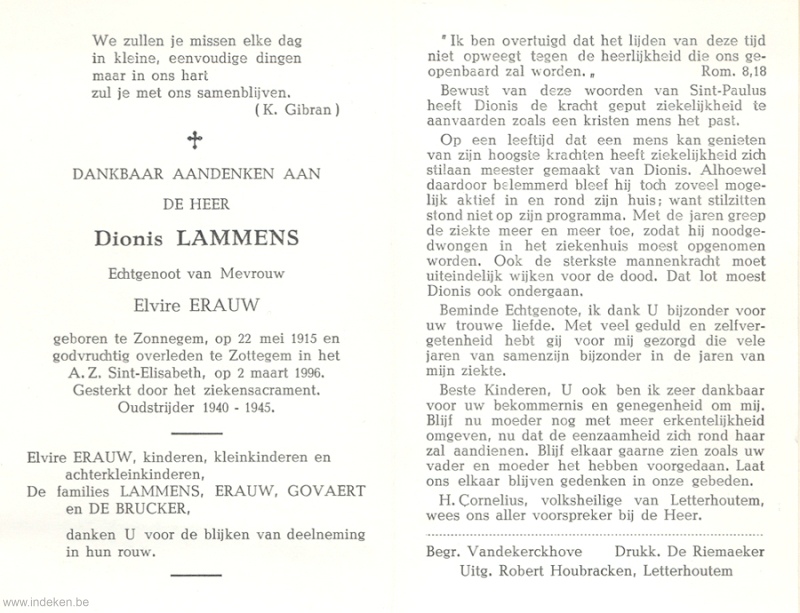 We zullen je missen elke dag
in kleine, eenvoudige dingen
maar in ons hart
zul je met ons samenblijven.
(K. Gibran)
DANKBAAR AANDENKEN AAN
DE HEER
Dionis LAMMENS
Echtgenoot van Mevrouw
Elvire ERAUW
geboren te Zonnegem, op 22 mei 1915 en
godvruchtig overleden te Zottegem in het
A. Z. Sint-Elisabeth, op 2 maart 1996.
Gesterkt door het ziekensacrament.
Oudstrijder 1940 - 1945.
Elvire ERAUW, kinderen, kleinkinderen en
achterkleinkinderen,
De families LAMMENS, ERAUW, GOVAERT
en DE BRUCKER,
danken U voor de blijken van deelneming
in hun rouw.
"Ik ben overtuigd dat het lijden van deze tijd
niet opweegt tegen de heerlijkheid die ons ge-
openbaard zal worden. „ Rom. 8,18
Bewust van deze woorden van Sint-Paulus
heeft Dionis de kracht geput ziekelijkheid te
aanvaarden zoals een kristen mens het past.
Op een leeftijd dat een mens kan genieten
van zijn hoogste krachten heeft ziekelijkheid zich
stilaan meester gemaakt van Dionis. Alhoewel
daardoor belemmerd bleef hij toch zoveel moge-
lijk aktief in en rond zijn huis; want stilzitten
stond niet op zijn programma. Met de jaren greep
de ziekte meer en meer toe, zodat hij noodge-
dwongen in het ziekenhuis moest opgenomen
worden. Ook de sterkste mannenkracht moet
uiteindelijk wijken voor de dood. Dat lot moest
Dionis ook ondergaan.
Beminde Echtgenote, ik dank U bijzonder voor
uw trouwe liefde. Met veel geduld en zelfver-
getenheid hebt gij voor mij gezorgd die vele
jaren van samenzijn bijzonder in de jaren van
mijn ziekte.
Beste Kinderen, U ook ben ik zeer dankbaar
voor uw bekommernis en genegenheid om mij.
Blijf nu moeder nog met meer erkentelijkheid
omgeven, nu dat de eenzaamheid zich rond haar
zal aandienen. Blijf elkaar gaarne zien zoals uw
vader en moeder het hebben voorgedaan. Laat
ons elkaar blijven gedenken in onze gebeden.
H. Cornelius, volksheilige van Letterhoutem,
wees ons aller voorspreker bij de Heer.
Begr. Vandekerckhove Drukk. De Riemaeker
Uitg. Robert Houbracken, Letterhoutem
www.indeken.be